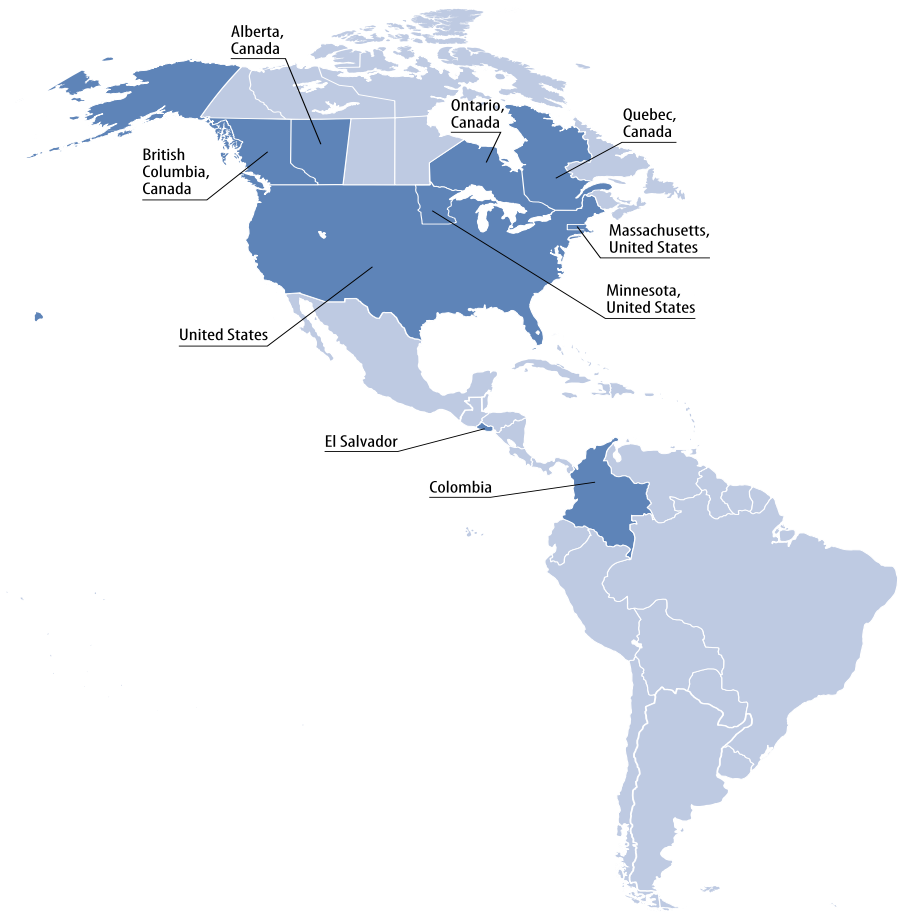 Alberta,
Canada
Ontario,
Canada
Quebec,
Canada
British
Columbia,
Canada
Massachusetts,
United States
Minnesota,
United States
United States
El Salvador
Colombia